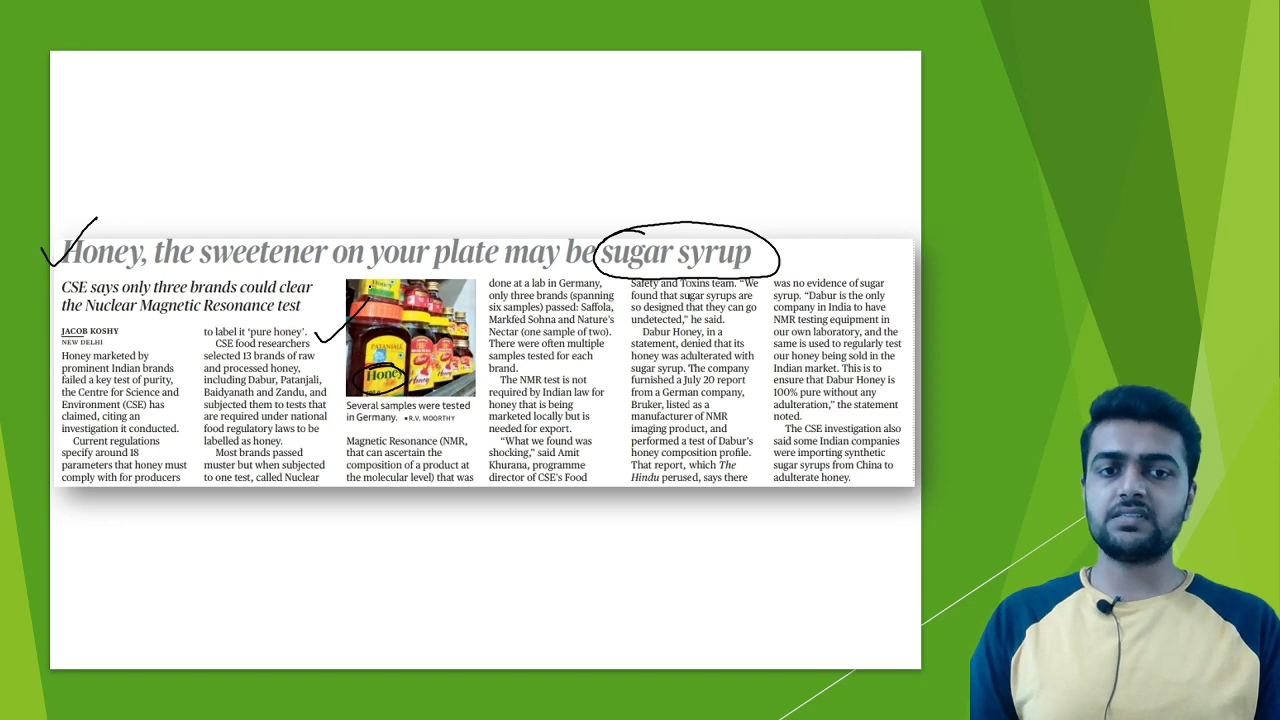 Honey, the sweetener on your plate may be sugar syrup
CSE says only three brands could clear
the Nuclear Magnetic Resonance test
JACOB KOSHY
NEW DELHI
Honey marketed by
prominent Indian brands
failed a key test of purity,
the Centre for Science and
Environment (CSE) has
claimed, citing an
investigation it conducted.
Current regulations
specify around 18
parameters that honey must
comply with for producers
to label it ‘pure honey’.
CSE food researchers
selected 13 brands of raw
and processed honey,
including Dabur, Patanjali,
Baidyanath and Zandu, and
subjected them to tests that
are required under national
food regulatory laws to be
labelled as honey.
Most brands passed
muster but when subjected
to one test, called Nuclear
PATANJALI
Honey
Honey
Several samples were tested
in Germany. ●R.V. MOORTHY
Magnetic Resonance (NMR,
that can ascertain the
composition of a product at
the molecular level) that was
done at a lab in Germany,
only three brands (spanning
six samples) passed: Saffola,
Markfed Sohna and Nature's
Nectar (one sample of two).
There were often multiple
samples tested for each
brand.
The NMR test is not
required by Indian law for
honey that is being
marketed locally but is
needed for export.
“What we found was
shocking,” said Amit
Khurana, programme
director of CSE's Food
Safety and Toxins team. “We
found that sugar syrups are
so designed that they can go
undetected,” he said.
Dabur Honey, in a
statement, denied that its
honey was adulterated with
sugar syrup. The company
furnished a July 20 report
from a German company,
Bruker, listed as a
manufacturer of NMR
imaging product, and
performed a test of Dabur's
honey composition profile.
That report, which The
Hindu perused, says there
was no evidence of sugar
syrup. “Dabur is the only
company in India to have
NMR testing equipment in
our own laboratory, and the
same is used to regularly test
our honey being sold in the
Indian market. This is to
ensure that Dabur Honey is
100% pure without any
adulteration,” the statement
noted.
The CSE investigation also
said some Indian companies
were importing synthetic
sugar syrups from China to
adulterate honey.